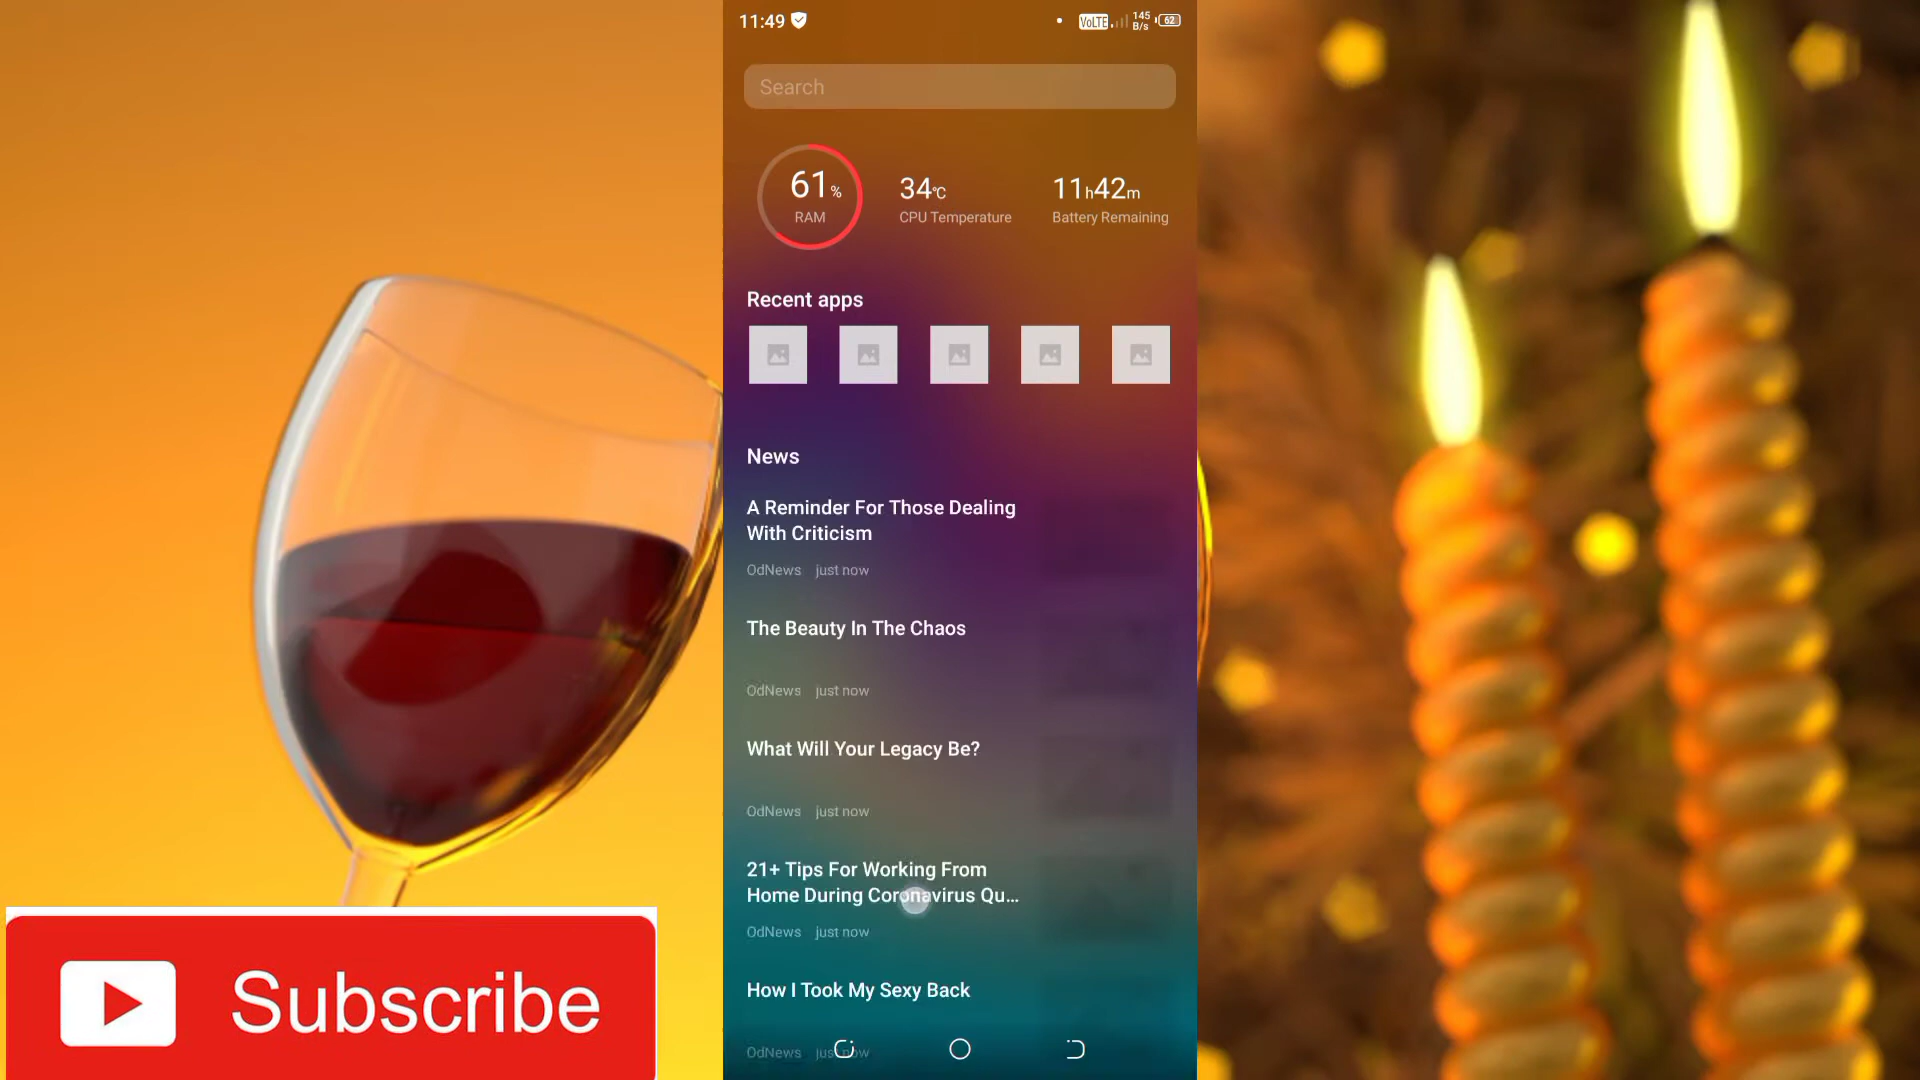 11:49
VoLTE 145 B/s 62
Search
61%
RAM
34°C
CPU Temperature
11h42m
Battery Remaining
Recent apps
News
A Reminder For Those Dealing
With Criticism
OdNews just now
The Beauty In The Chaos
OdNews just now
What Will Your Legacy Be?
OdNews just now
21+ Tips For Working From
Home During Coronavirus Qu...
OdNews just now
How I Took My Sexy Back
OdNews just now
Subscribe